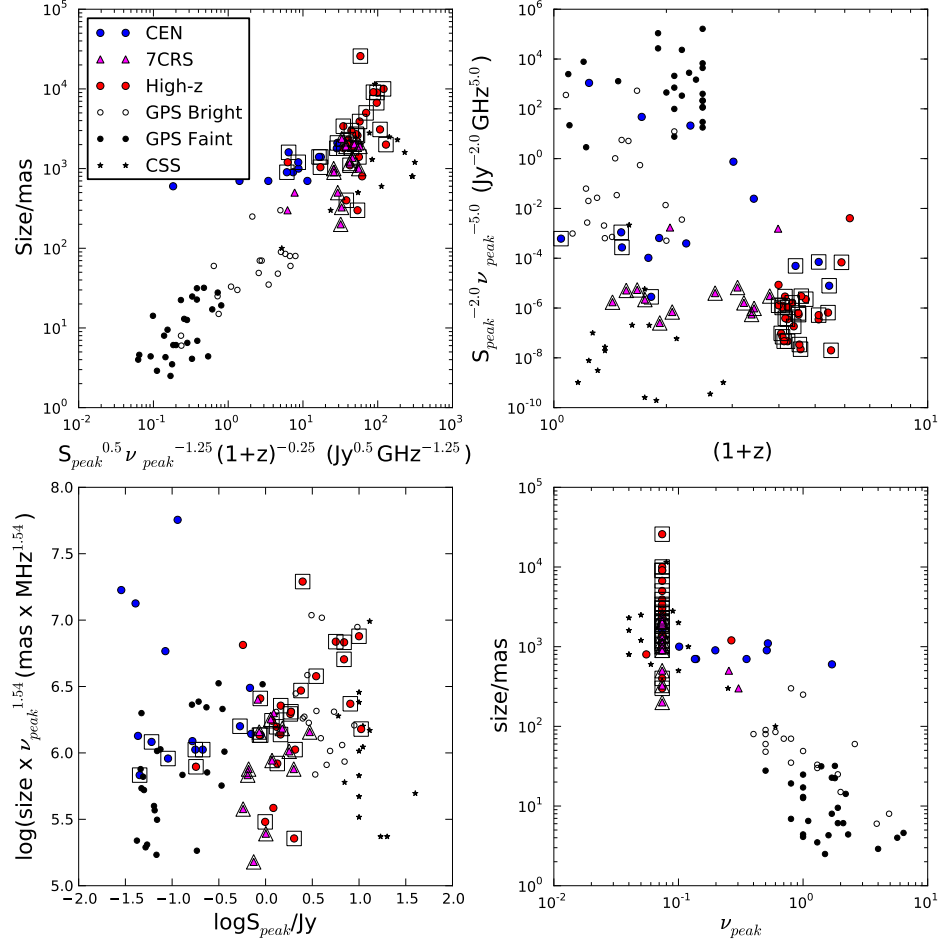 CEN
7CRS
High-z
GPS Bright
GPS Faint
CSS
Size/mas
10^5
10^4
10^3
10^2
10^1
10^0
10^-2 10^-1 10^0 10^1 10^2 10^3
S_peak^0.5 ν_peak^-1.25 (1+z)^-0.25 (Jy^0.5 GHz^-1.25)
S_peak^-2.0 ν_peak^-5.0 (Jy^-2.0 GHz^5.0)
10^6
10^4
10^2
10^0
10^-2
10^-4
10^-6
10^-8
10^-10
10^0 10^1
(1+z)
log(size x ν_peak^1.54 (mas x MHz^1.54)
8.0
7.5
7.0
6.5
6.0
5.5
5.0
−2.0 −1.5 −1.0 −0.5 0.0 0.5 1.0 1.5 2.0
logS_peak/Jy
size/mas
10^5
10^4
10^3
10^2
10^1
10^0
10^-2 10^-1 10^0 10^1
ν_peak